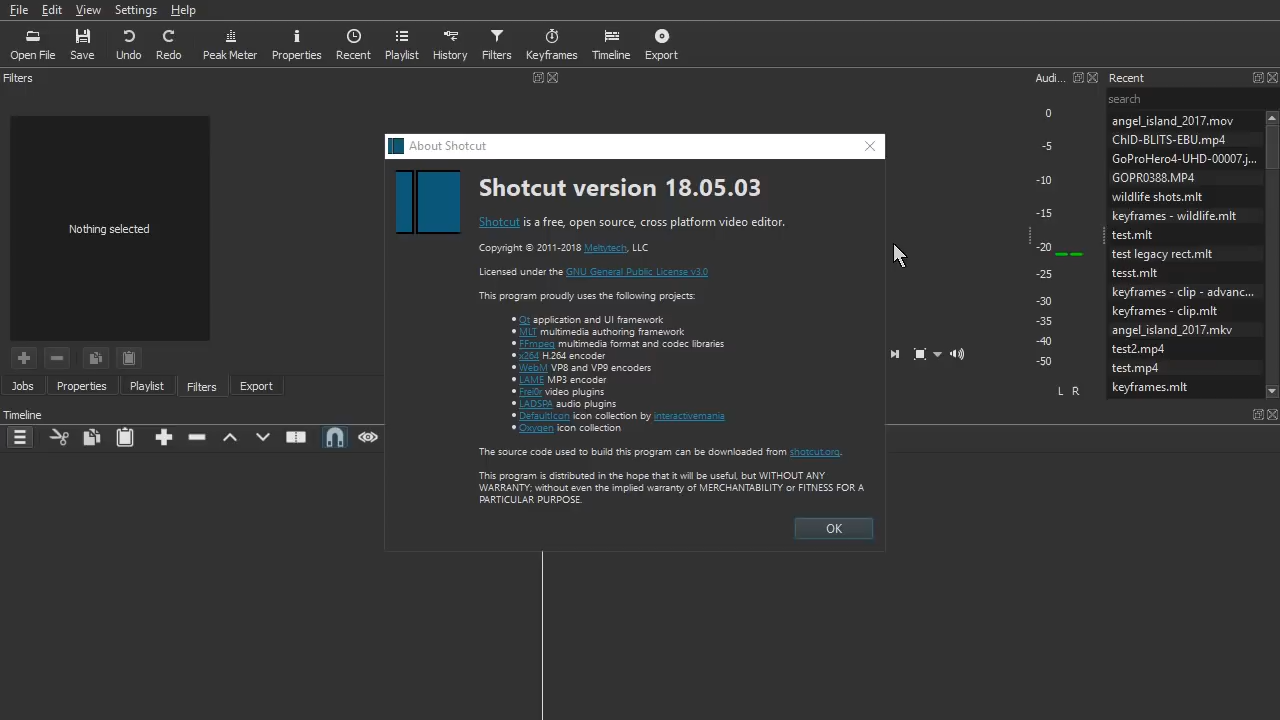 File Edit View Settings Help
Open File Save Undo Redo Peak Meter Properties Recent Playlist History Filters Keyframes Timeline Export
Filters
Nothing selected
Jobs Properties Playlist Filters Export
About Shotcut
Shotcut version 18.05.03
Shotcut is a free, open source, cross platform video editor.
Copyright © 2011-2018 Meltytech, LLC
Licensed under the GNU General Public License v3.0
This program proudly uses the following projects:
• Qt application and UI framework
• MLT multimedia authoring framework
• FFmpeg multimedia format and codec libraries
• x264 H.264 encoder
• WebM VP8 and VP9 encoders
• LAME MP3 encoder
• Frei0r video plugins
• LADSPA audio plugins
• DefaultIcon icon collection by interactivemania
• Oxygen icon collection
The source code used to build this program can be downloaded from shotcut.org.
This program is distributed in the hope that it will be useful, but WITHOUT ANY
WARRANTY; without even the implied warranty of MERCHANTABILITY or FITNESS FOR A
PARTICULAR PURPOSE.
OK
Audi...
0
-5
-10
-15
-20
-25
-30
-35
-40
-50
L R
Recent
search
angel_island_2017.mov
ChID-BLITS-EBU.mp4
GoProHero4-UHD-00007.j...
GOPR0388.MP4
wildlife shots.mlt
keyframes - wildlife.mlt
test.mlt
test legacy rect.mlt
tesst.mlt
keyframes - clip - advanc...
keyframes - clip.mlt
angel_island_2017.mkv
test2.mp4
test.mp4
keyframes.mlt
Timeline